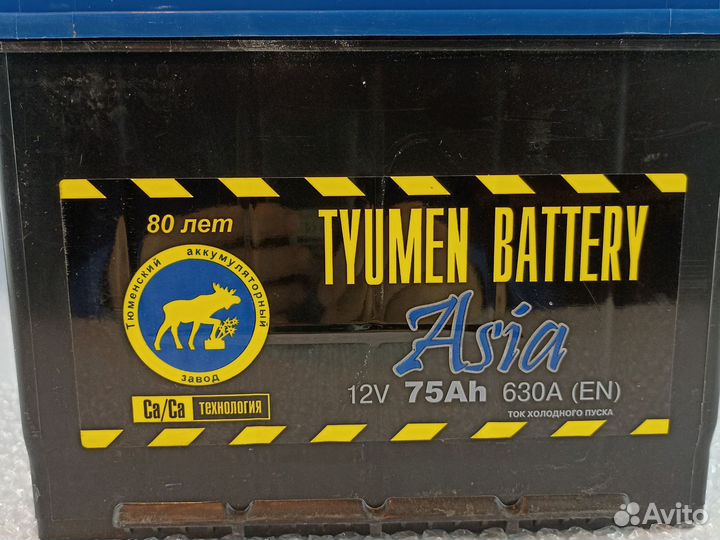 80 лет
TYUMEN BATTERY
Тюменский аккумуляторный
завод
Asia
12V 75Ah 630A (EN)
Ca/Ca технология
ТОК ХОЛОДНОГО ПУСКА
Avito